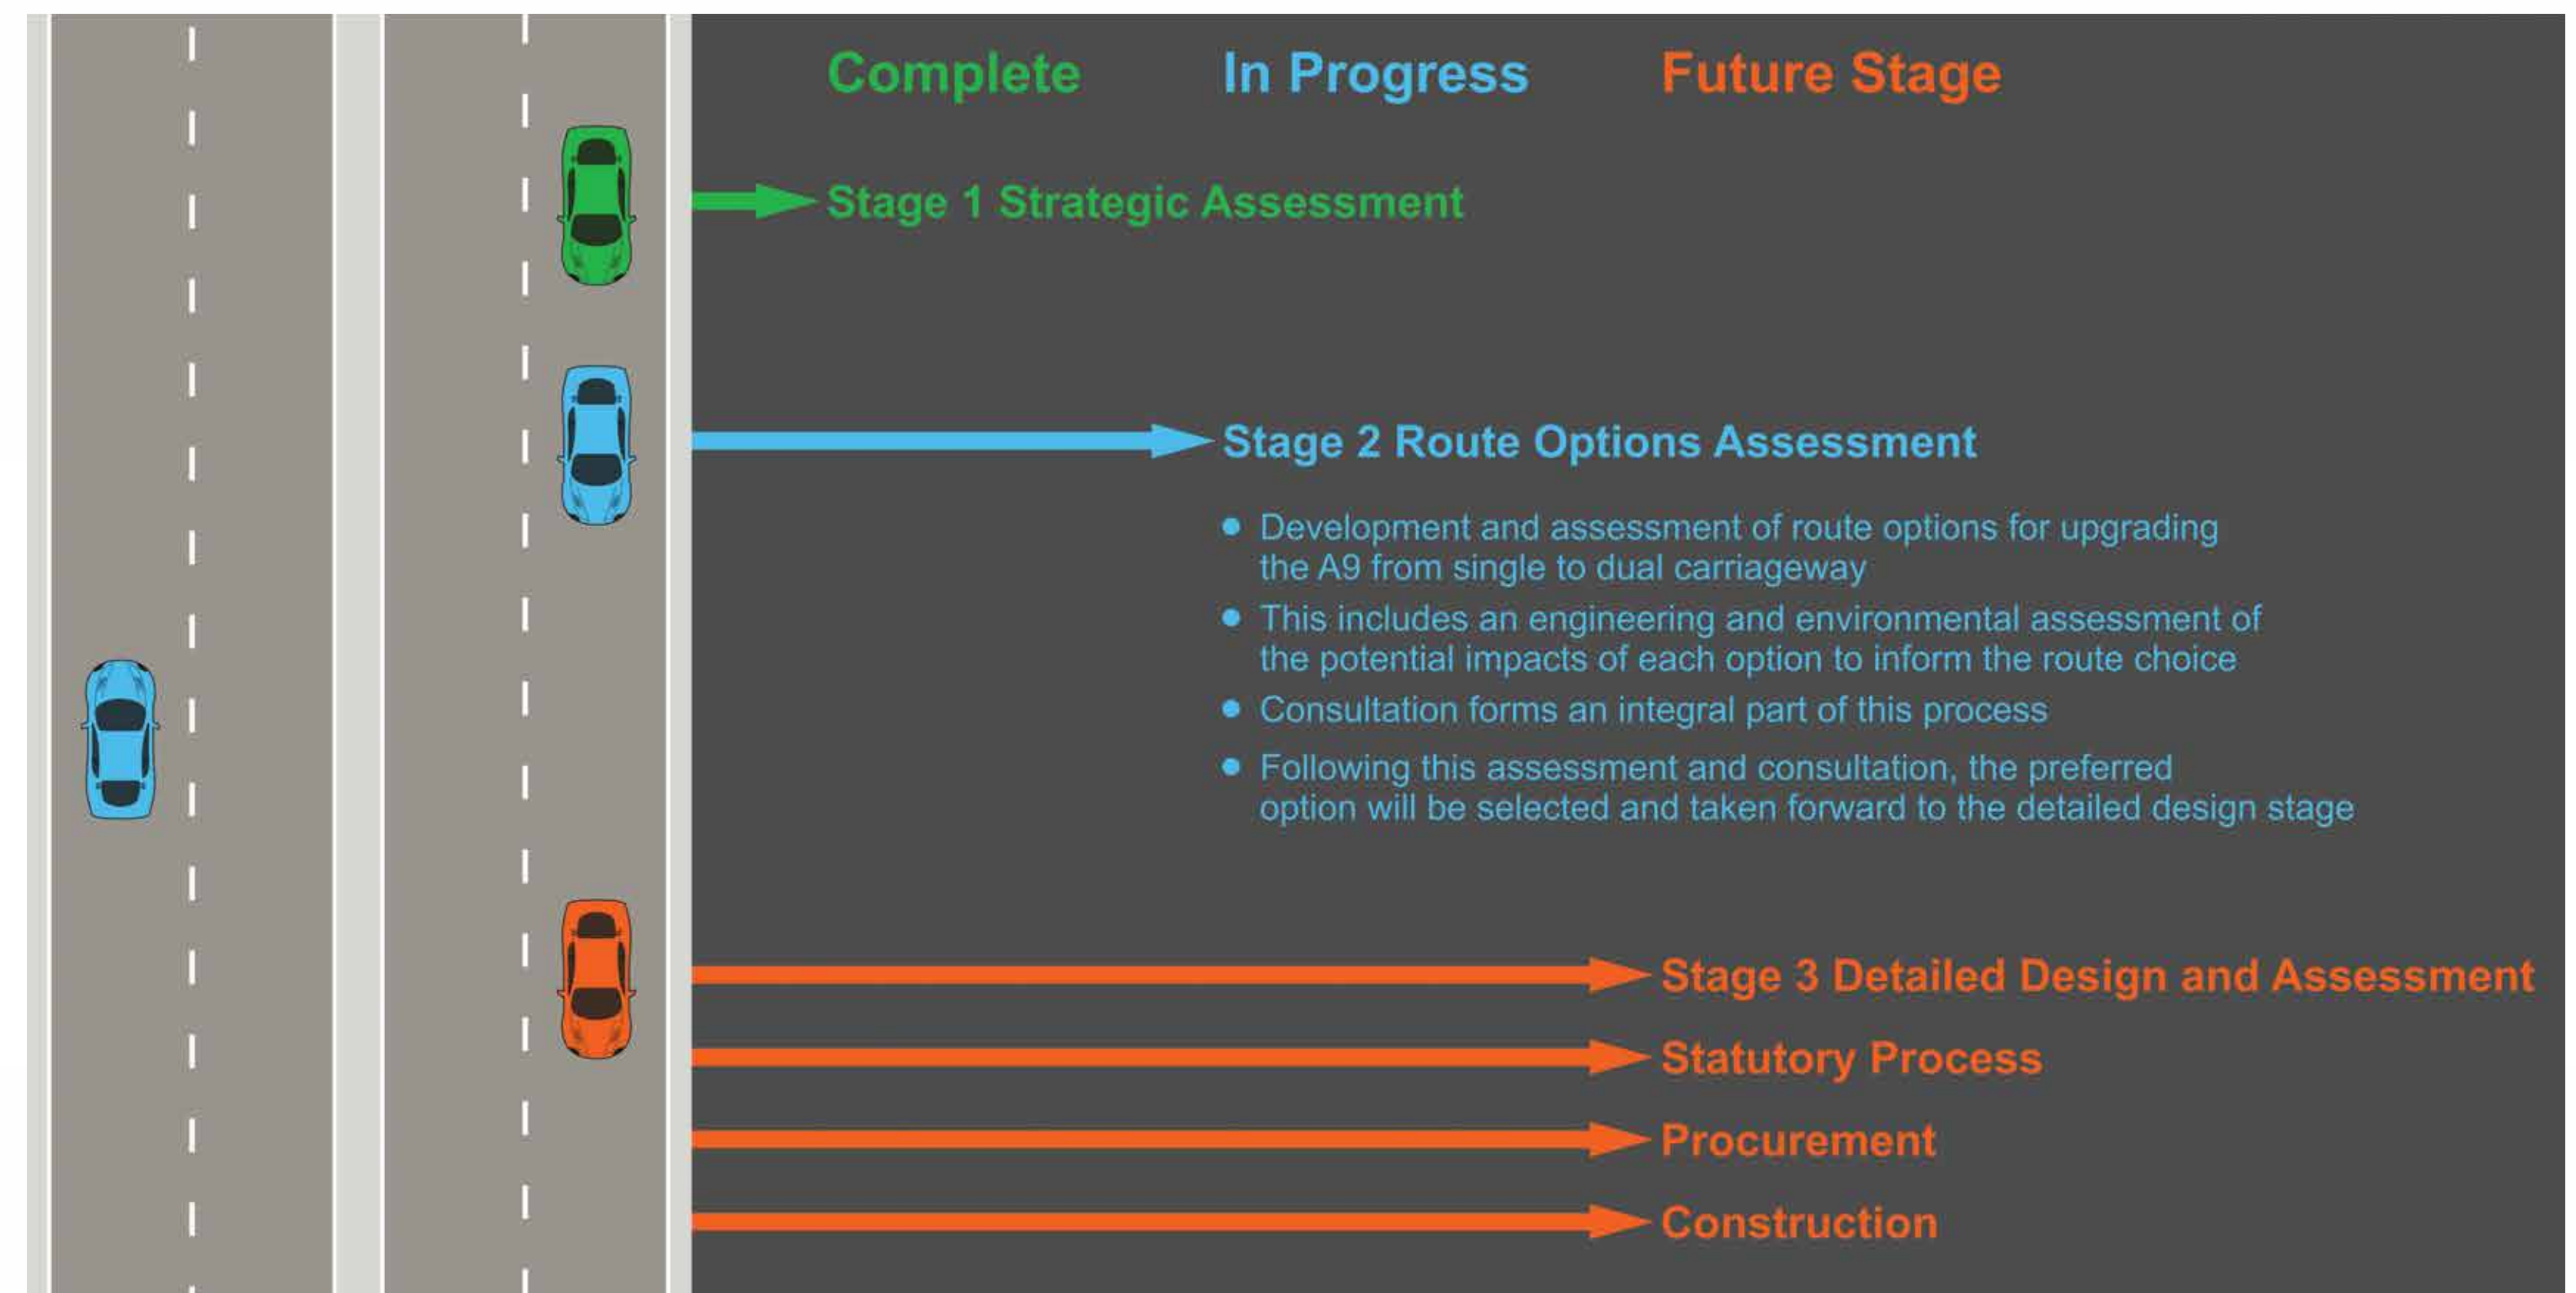 Complete In Progress Future Stage
Stage 1 Strategic Assessment
Stage 2 Route Options Assessment
• Development and assessment of route options for upgrading
the A9 from single to dual carriageway
• This includes an engineering and environmental assessment of
the potential impacts of each option to inform the route choice
• Consultation forms an integral part of this process
• Following this assessment and consultation, the preferred
option will be selected and taken forward to the detailed design stage
Stage 3 Detailed Design and Assessment
Statutory Process
Procurement
Construction